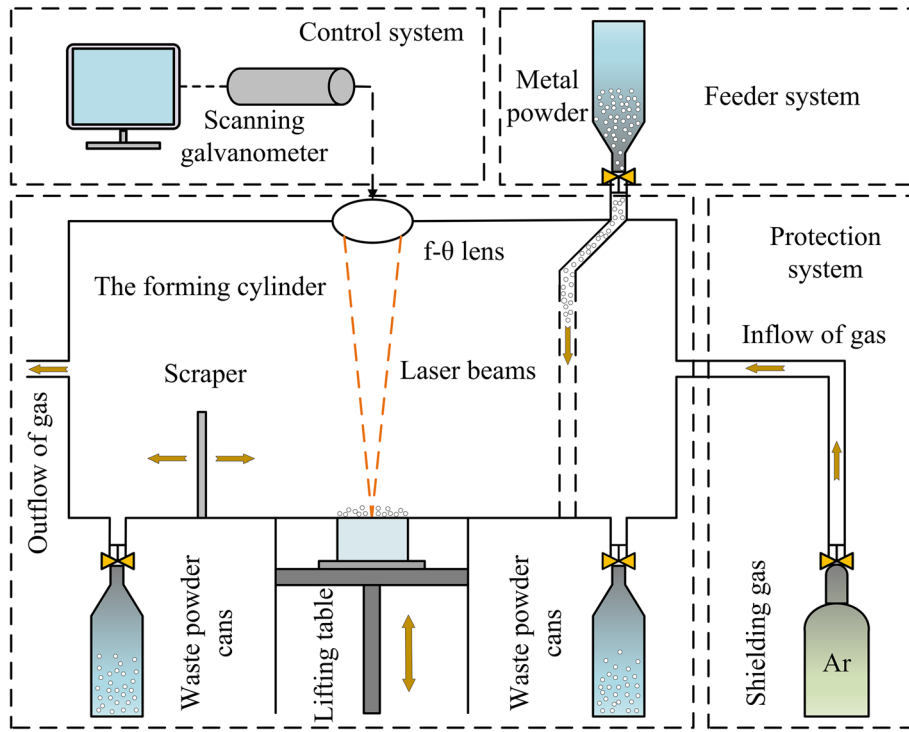 Control system
Scanning
galvanometer
Metal
powder
Feeder system
f-θ lens
The forming cylinder
Protection
system
Inflow of gas
Scraper
Laser beams
Outflow of gas
Waste powder
cans
Lifting table
Waste powder
cans
Shielding gas
Ar